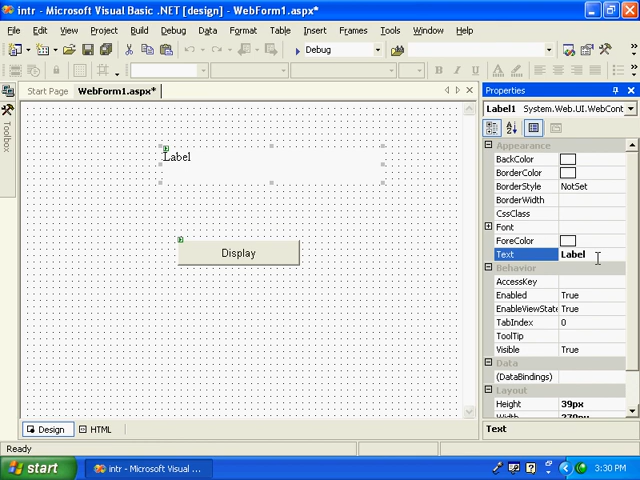 intr - Microsoft Visual Basic .NET [design] - WebForm1.aspx*
File Edit View Project Build Debug Data Format Table Insert Frames Tools Window Help
Debug
Start Page WebForm1.aspx*
Toolbox
Label
Display
Design HTML
Properties
Label1 System.Web.UI.WebCont
Appearance
BackColor
BorderColor
BorderStyle NotSet
BorderWidth
CssClass
Font
ForeColor
Text Label
Behavior
AccessKey
Enabled True
EnableViewState True
TabIndex 0
ToolTip
Visible True
Data
(DataBindings)
Layout
Height 39px
Width 270px
Text
Ready
start intr - Microsoft Visual ... 3:30 PM